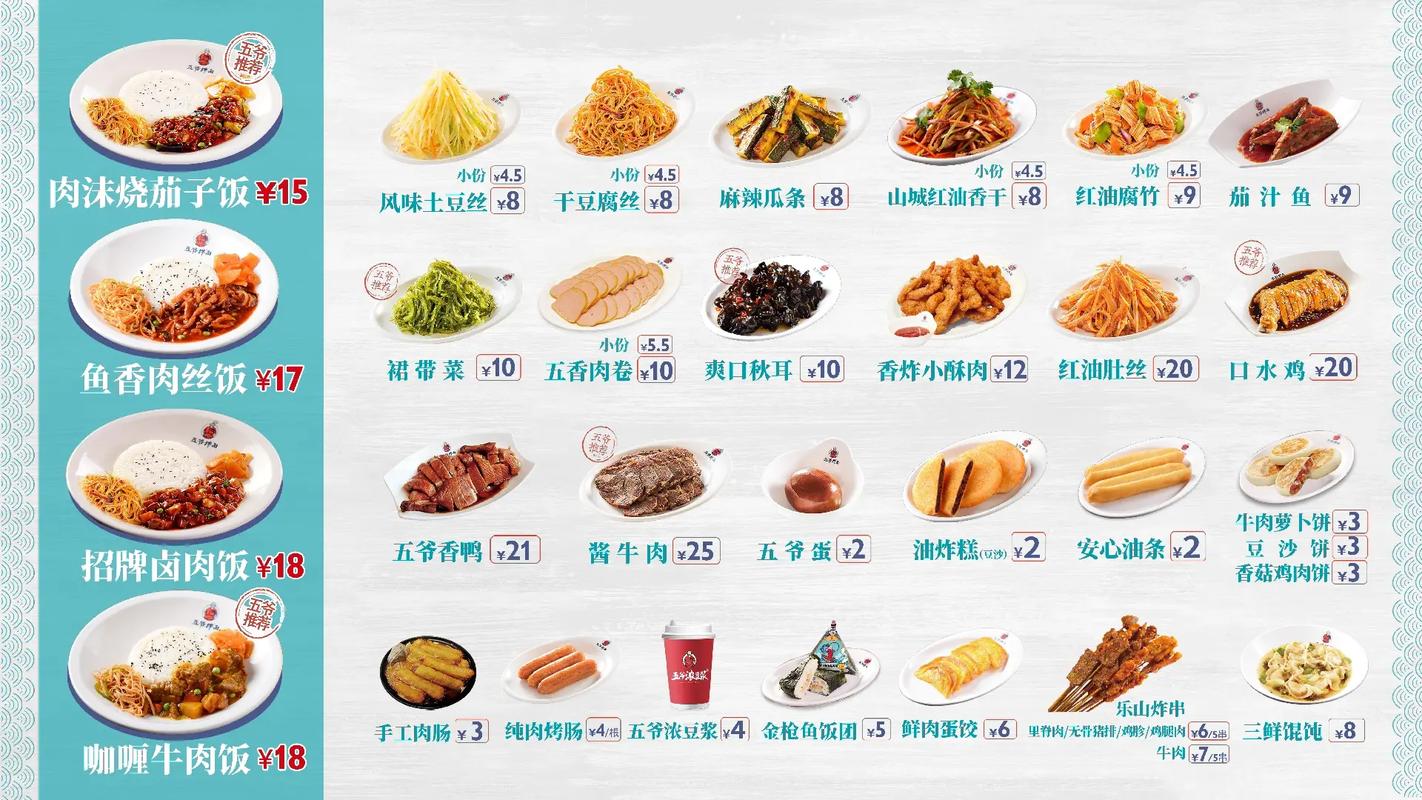 五爷推荐
肉沫烧茄子饭 ¥15
鱼香肉丝饭 ¥17
招牌卤肉饭 ¥18
五爷推荐
咖喱牛肉饭 ¥18
小份 ¥4.5
风味土豆丝 ¥8
小份 ¥4.5
干豆腐丝 ¥8
麻辣瓜条 ¥8
小份 ¥4.5
山城红油香干 ¥8
小份 ¥4.5
红油腐竹 ¥9
茄汁鱼 ¥9
五爷推荐
裙带菜 ¥10
小份 ¥5.5
五香肉卷 ¥10
五爷推荐
爽口秋耳 ¥10
香炸小酥肉 ¥12
红油肚丝 ¥20
五爷推荐
口水鸡 ¥20
五爷香鸭 ¥21
五爷推荐
酱牛肉 ¥25
五爷蛋 ¥2
油炸糕(豆沙) ¥2
安心油条 ¥2
牛肉萝卜饼 ¥3
豆沙饼 ¥3
香菇鸡肉饼 ¥3
手工肉肠 ¥3
纯肉烤肠 ¥4/根
五爷浓豆浆
五爷浓豆浆 ¥4
金枪鱼饭团 ¥5
鲜肉蛋饺 ¥6
乐山炸串
里脊肉/无骨猪排/鸡胗/鸡腿肉 ¥6/5串
牛肉 ¥7/5串
三鲜馄饨 ¥8